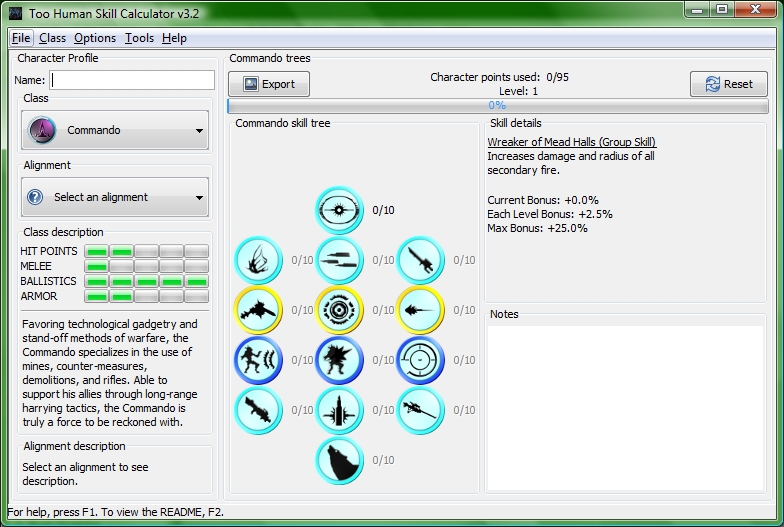 Too Human Skill Calculator v3.2
File Class Options Tools Help
Character Profile
Name:
Class
Commando
Alignment
Select an alignment
Class description
HIT POINTS
MELEE
BALLISTICS
ARMOR
Favoring technological gadgetry and
stand-off methods of warfare, the
Commando specializes in the use of
mines, counter-measures,
demolitions, and rifles. Able to
support his allies through long-range
harrying tactics, the Commando is
truly a force to be reckoned with.
Alignment description
Select an alignment to see
description.
Commando trees
Export
Character points used: 0/95
Level: 1
Reset
0%
Commando skill tree
0/10
0/10 0/10 0/10
0/10 0/10 0/10
0/10 0/10 0/10
0/10 0/10 0/10
0/10
Skill details
Wreaker of Mead Halls (Group Skill)
Increases damage and radius of all
secondary fire.
Current Bonus: +0.0%
Each Level Bonus: +2.5%
Max Bonus: +25.0%
Notes
For help, press F1. To view the README, F2.